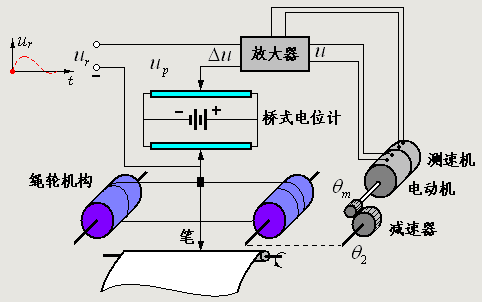 u_r
t
u_r
−
u_p
Δu
放大器
u
− +
桥式电位计
测速机
电动机
绳轮机构
θ_m
减速器
笔
θ_2